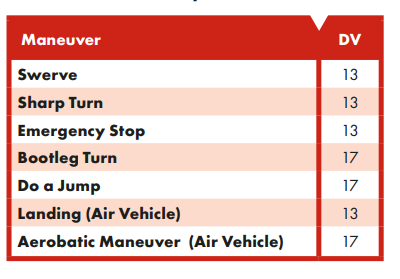 Maneuver DV
Swerve 13
Sharp Turn 13
Emergency Stop 13
Bootleg Turn 17
Do a Jump 17
Landing (Air Vehicle) 13
Aerobatic Maneuver (Air Vehicle) 17